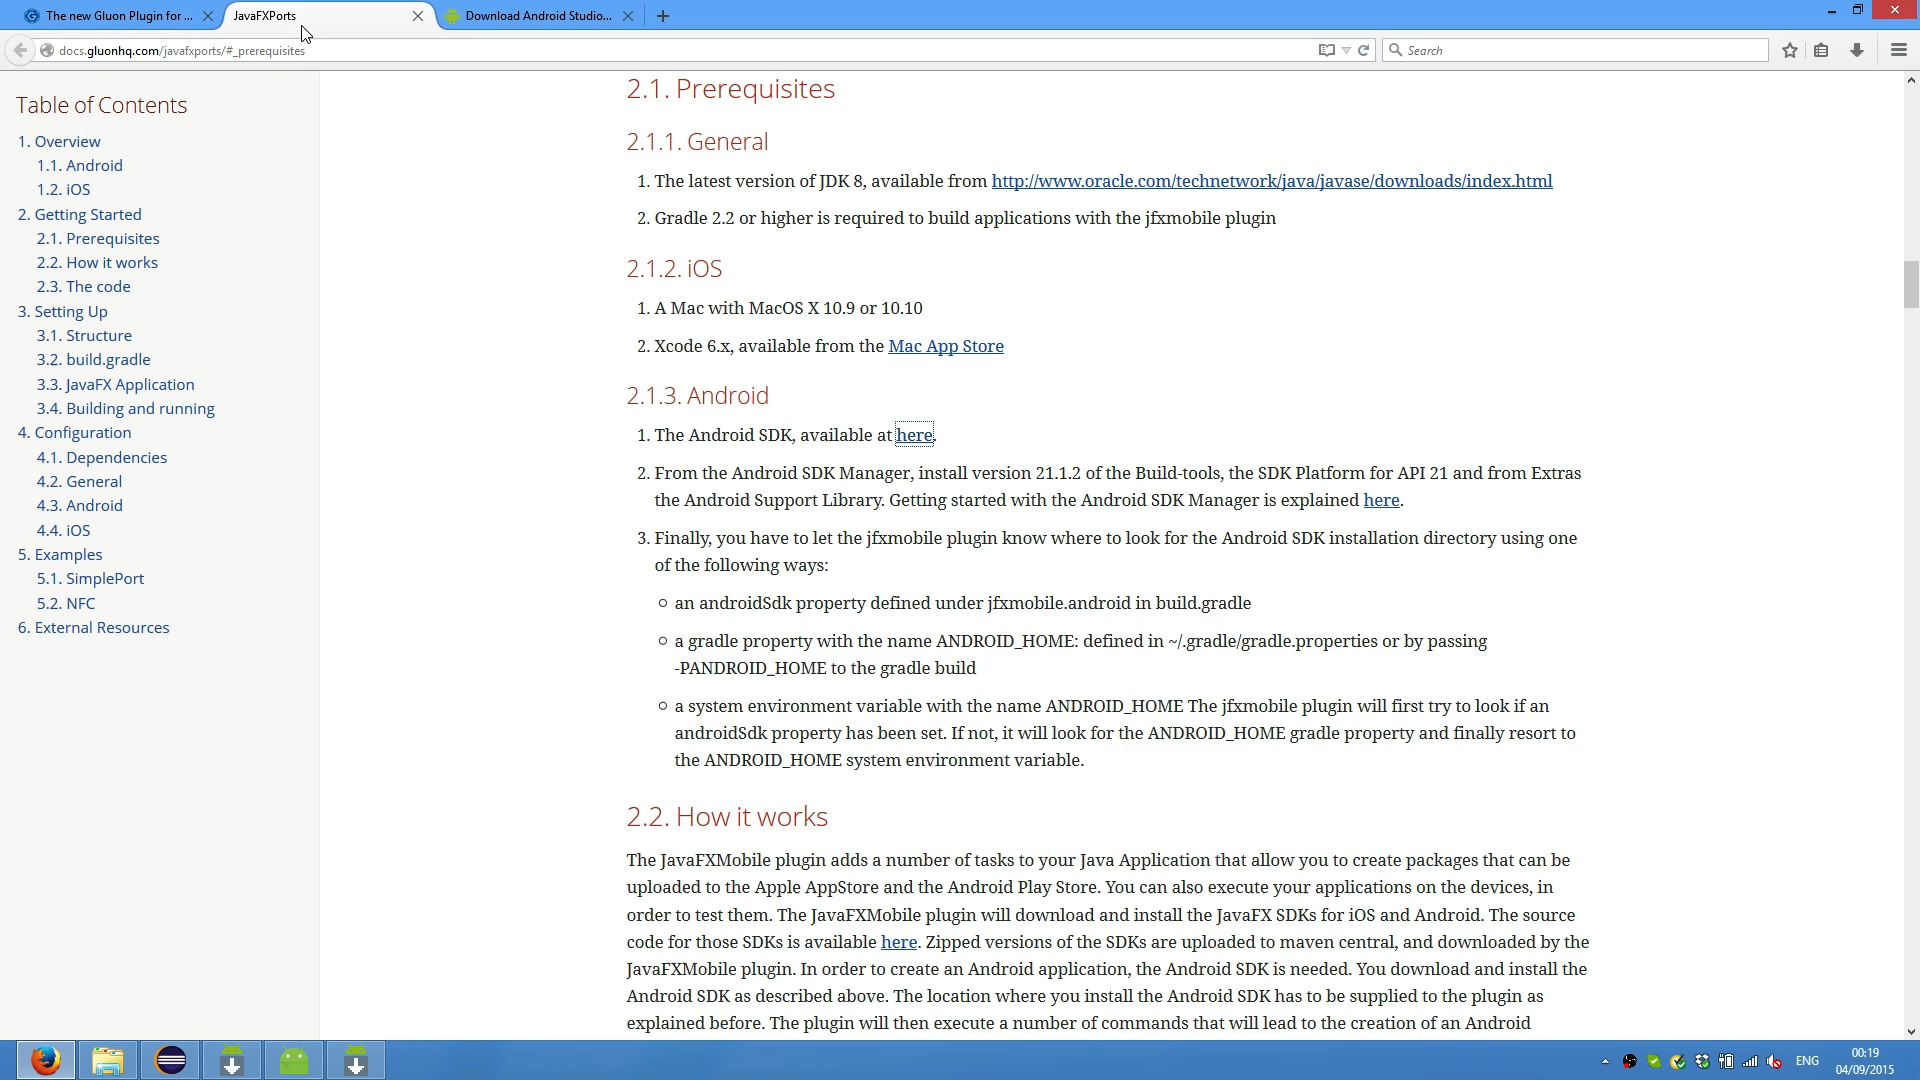 The new Gluon Plugin for ...
JavaFXPorts
Download Android Studio...
docs.gluonhq.com/javafxports/#_prerequisites
Search
Table of Contents
1. Overview
1.1. Android
1.2. iOS
2. Getting Started
2.1. Prerequisites
2.2. How it works
2.3. The code
3. Setting Up
3.1. Structure
3.2. build.gradle
3.3. JavaFX Application
3.4. Building and running
4. Configuration
4.1. Dependencies
4.2. General
4.3. Android
4.4. iOS
5. Examples
5.1. SimplePort
5.2. NFC
6. External Resources
2.1. Prerequisites
2.1.1. General
1. The latest version of JDK 8, available from http://www.oracle.com/technetwork/java/javase/downloads/index.html
2. Gradle 2.2 or higher is required to build applications with the jfxmobile plugin
2.1.2. iOS
1. A Mac with MacOS X 10.9 or 10.10
2. Xcode 6.x, available from the Mac App Store
2.1.3. Android
1. The Android SDK, available at here.
2. From the Android SDK Manager, install version 21.1.2 of the Build-tools, the SDK Platform for API 21 and from Extras
the Android Support Library. Getting started with the Android SDK Manager is explained here.
3. Finally, you have to let the jfxmobile plugin know where to look for the Android SDK installation directory using one
of the following ways:
an androidSdk property defined under jfxmobile.android in build.gradle
a gradle property with the name ANDROID_HOME: defined in ~/.gradle/gradle.properties or by passing
-PANDROID_HOME to the gradle build
a system environment variable with the name ANDROID_HOME The jfxmobile plugin will first try to look if an
androidSdk property has been set. If not, it will look for the ANDROID_HOME gradle property and finally resort to
the ANDROID_HOME system environment variable.
2.2. How it works
The JavaFXMobile plugin adds a number of tasks to your Java Application that allow you to create packages that can be
uploaded to the Apple AppStore and the Android Play Store. You can also execute your applications on the devices, in
order to test them. The JavaFXMobile plugin will download and install the JavaFX SDKs for iOS and Android. The source
code for those SDKs is available here. Zipped versions of the SDKs are uploaded to maven central, and downloaded by the
JavaFXMobile plugin. In order to create an Android application, the Android SDK is needed. You download and install the
Android SDK as described above. The location where you install the Android SDK has to be supplied to the plugin as
explained before. The plugin will then execute a number of commands that will lead to the creation of an Android
ENG
00:19
04/09/2015